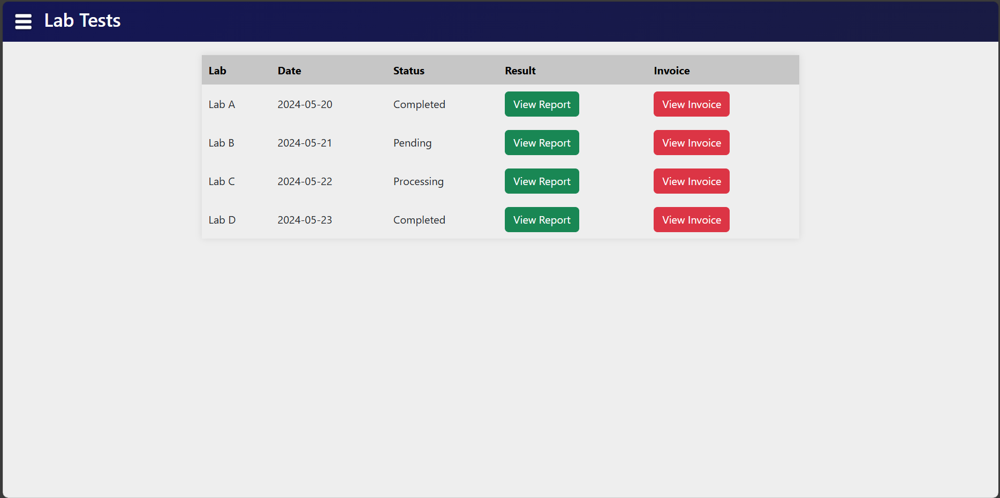 Lab Tests
Lab Date Status Result Invoice
Lab A 2024-05-20 Completed View Report View Invoice
Lab B 2024-05-21 Pending View Report View Invoice
Lab C 2024-05-22 Processing View Report View Invoice
Lab D 2024-05-23 Completed View Report View Invoice